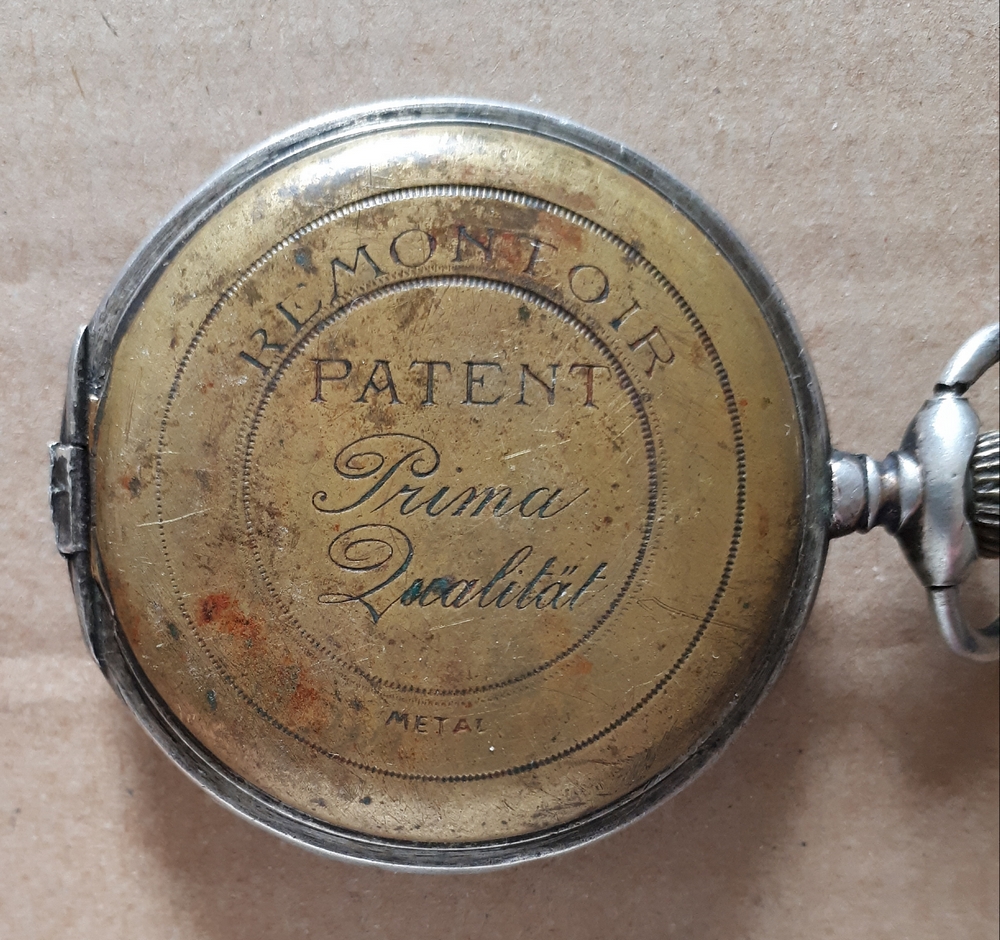 REMONTOIR
PATENT
Prima
Qualität
METAL